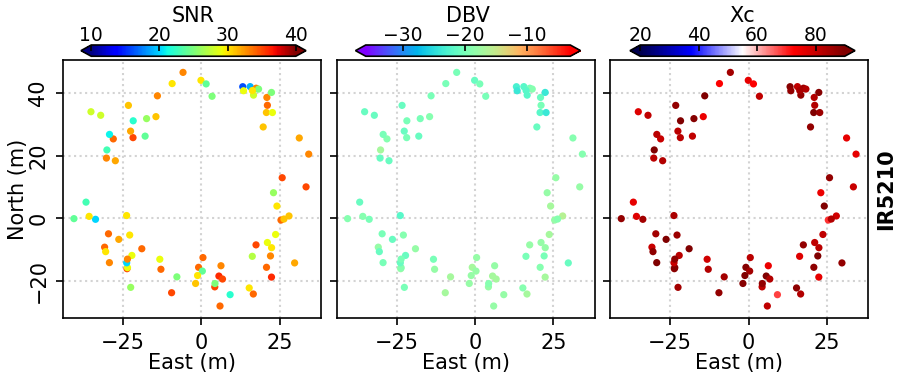 SNR DBV Xc
10 20 30 40 −30 −20 −10 20 40 60 80
40
20
0
−20
North (m)
IR5210
−25 0 25 −25 0 25 −25 0 25
East (m) East (m) East (m)